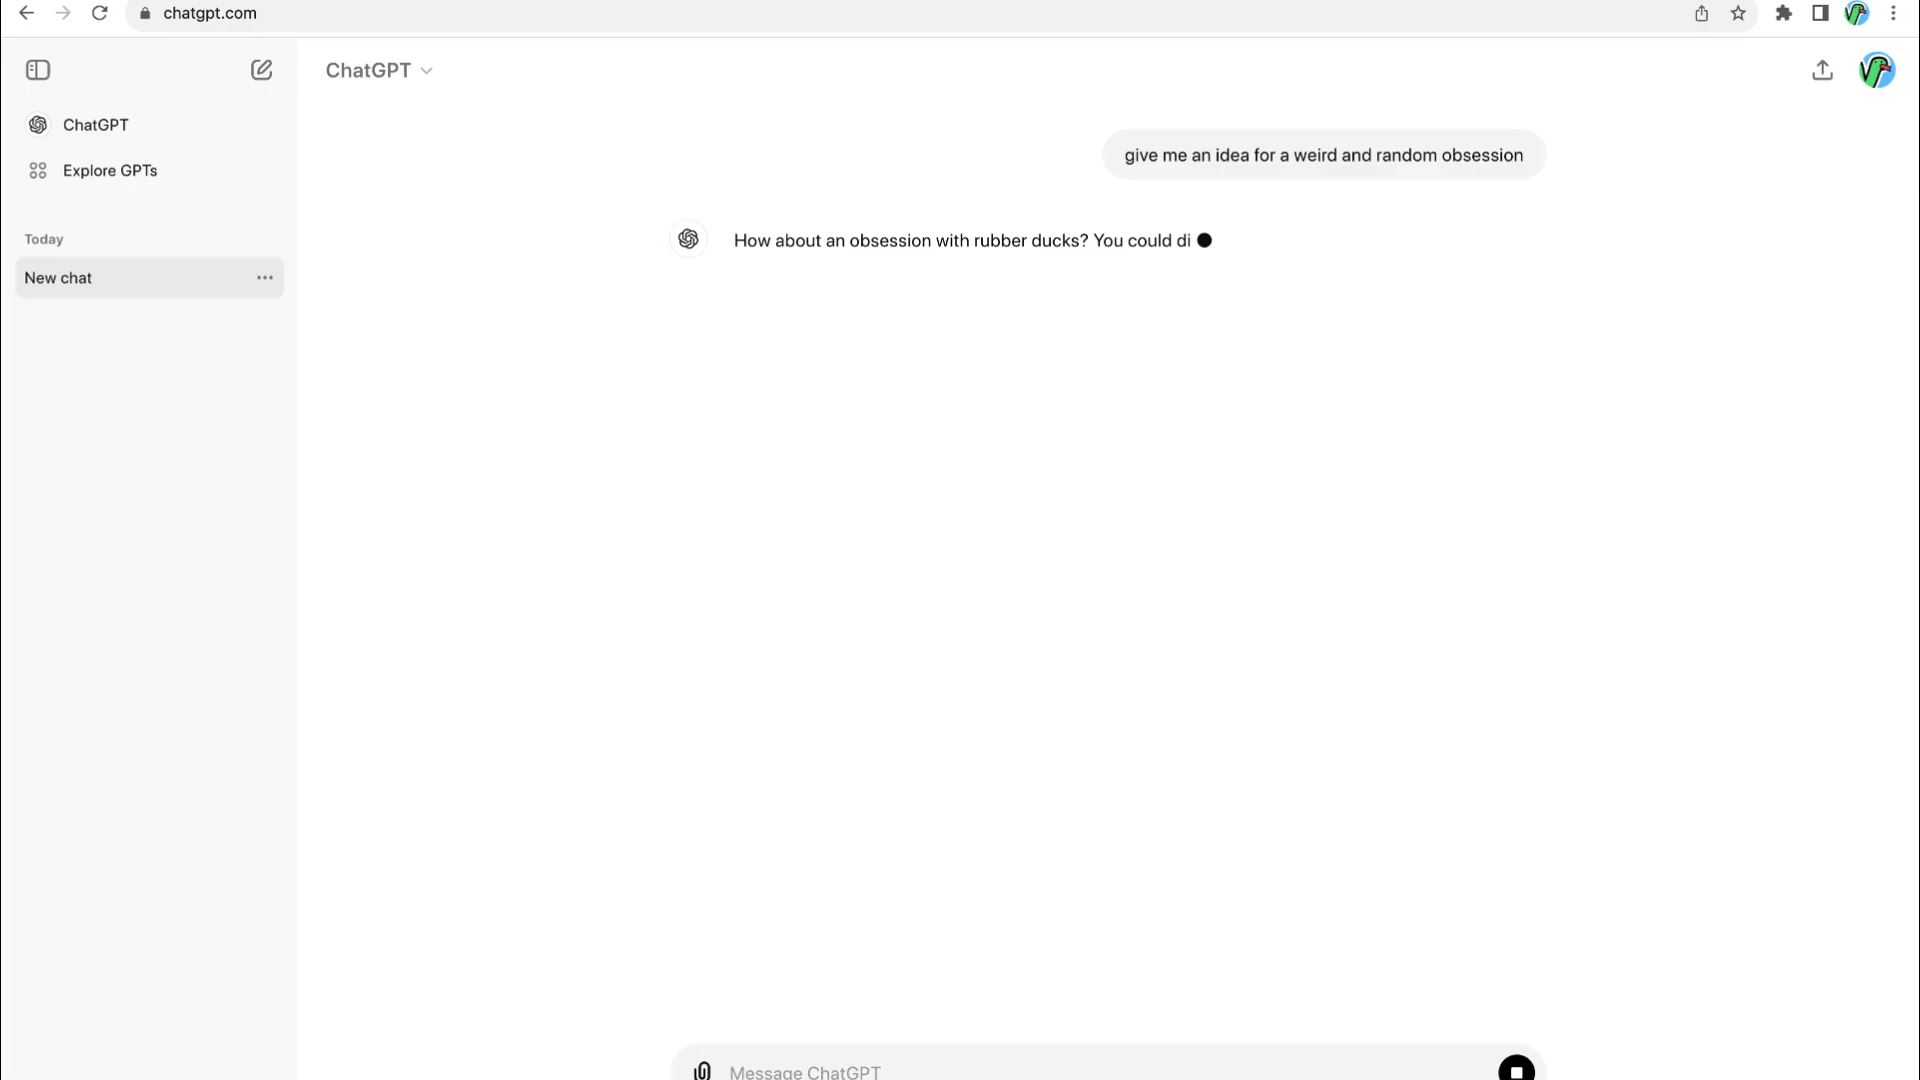 chatgpt.com
ChatGPT
ChatGPT
Explore GPTs
Today
New chat
give me an idea for a weird and random obsession
How about an obsession with rubber ducks? You could di
Message ChatGPT